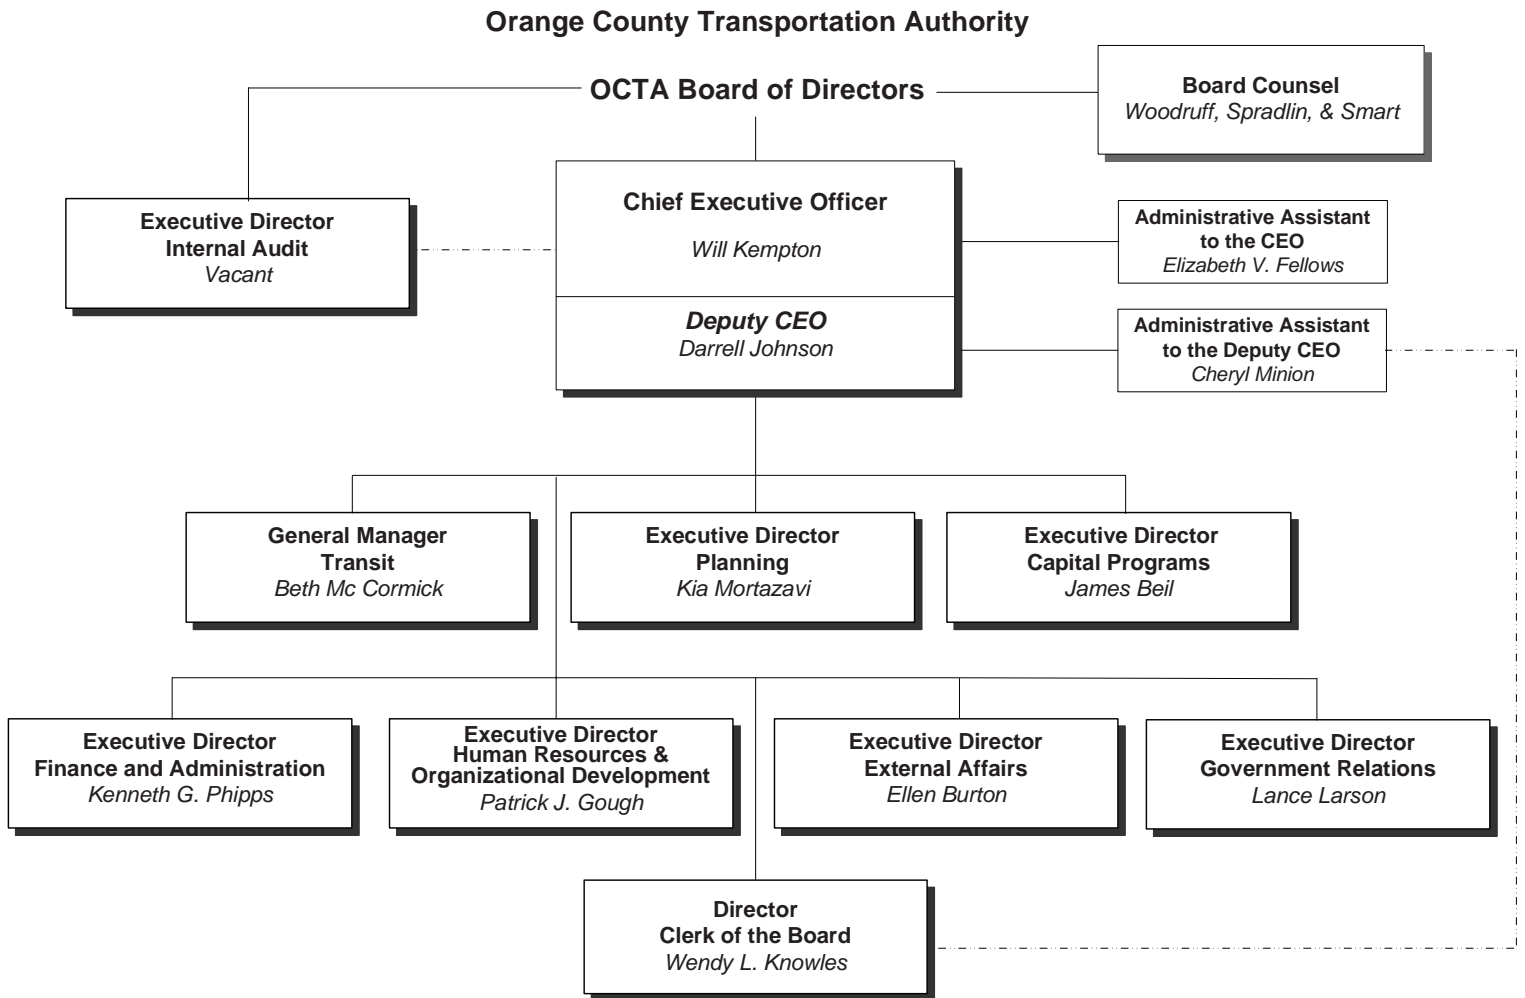 Orange County Transportation Authority
OCTA Board of Directors
Board Counsel
Woodruff, Spradlin, & Smart
Executive Director
Internal Audit
Vacant
Chief Executive Officer
Will Kempton
Deputy CEO
Darrell Johnson
Administrative Assistant
to the CEO
Elizabeth V. Fellows
Administrative Assistant
to the Deputy CEO
Cheryl Minion
General Manager
Transit
Beth Mc Cormick
Executive Director
Planning
Kia Mortazavi
Executive Director
Capital Programs
James Beil
Executive Director
Finance and Administration
Kenneth G. Phipps
Executive Director
Human Resources &
Organizational Development
Patrick J. Gough
Executive Director
External Affairs
Ellen Burton
Executive Director
Government Relations
Lance Larson
Director
Clerk of the Board
Wendy L. Knowles